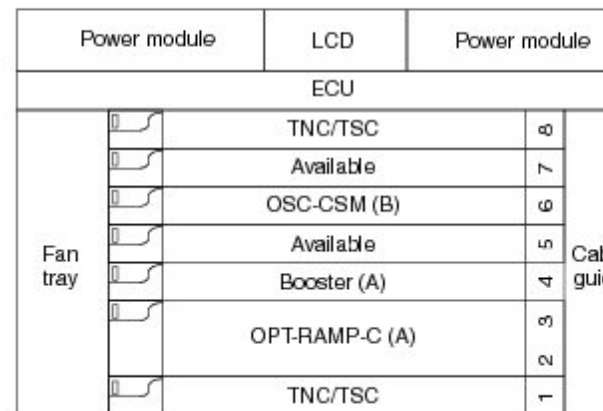 Power module LCD Power module
ECU
TNC/TSC 8
Available 7
OSC-CSM (B) 6
Available 5
Fan
tray
Booster (A) 4
OPT-RAMP-C (A) 3
2
TNC/TSC 1